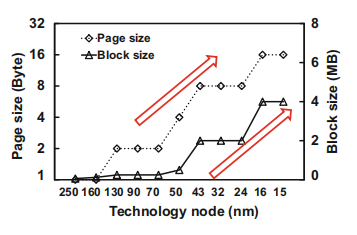 32
16
8
4
2
1
Page size (Byte)
Page size
Block size
8
6
4
2
0
Block size (MB)
250 160 130 90 70 50 43 32 24 16 15
Technology node (nm)